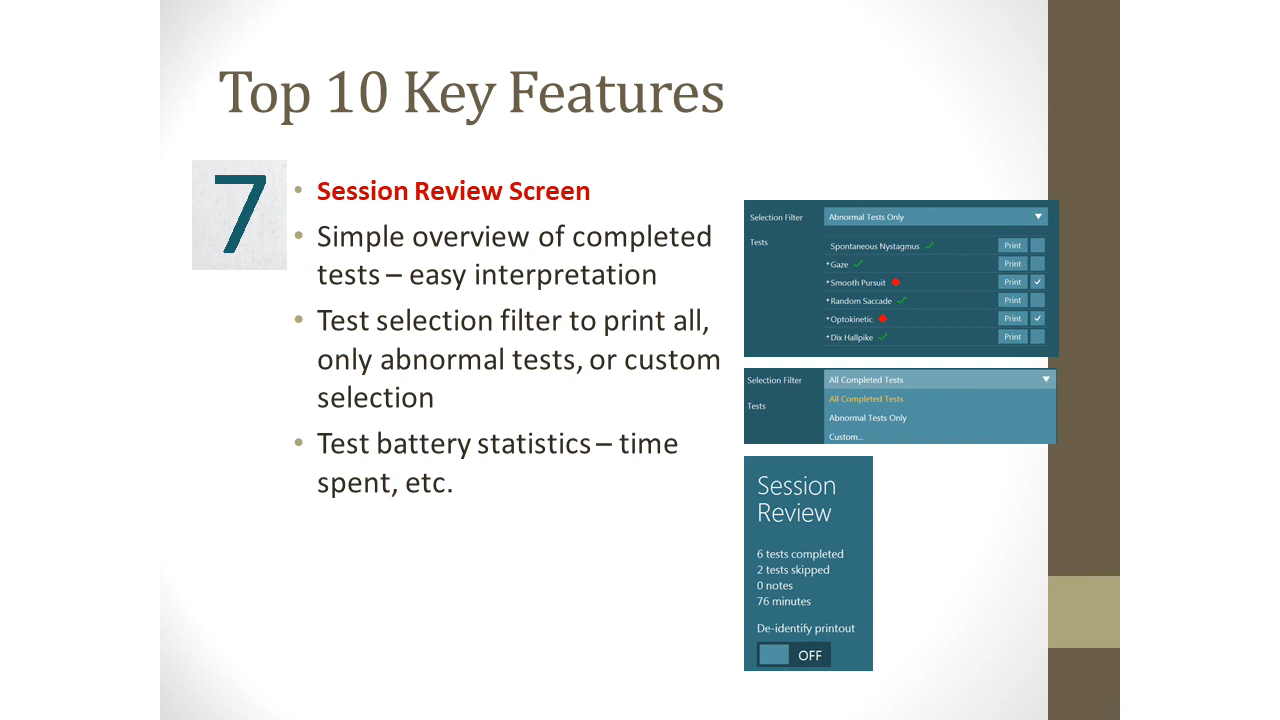 Top 10 Key Features
7
• Session Review Screen
• Simple overview of completed
tests – easy interpretation
• Test selection filter to print all,
only abnormal tests, or custom
selection
• Test battery statistics – time
spent, etc.
Selection Filter Abnormal Tests Only
Tests
Spontaneous Nystagmus Print
*Gaze Print
*Smooth Pursuit Print
*Random Saccade Print
*Optokinetic Print
*Dix Hallpike Print
Selection Filter All Completed Tests
All Completed Tests
Tests
Abnormal Tests Only
Custom...
Session
Review
6 tests completed
2 tests skipped
0 notes
76 minutes
De-identify printout
OFF